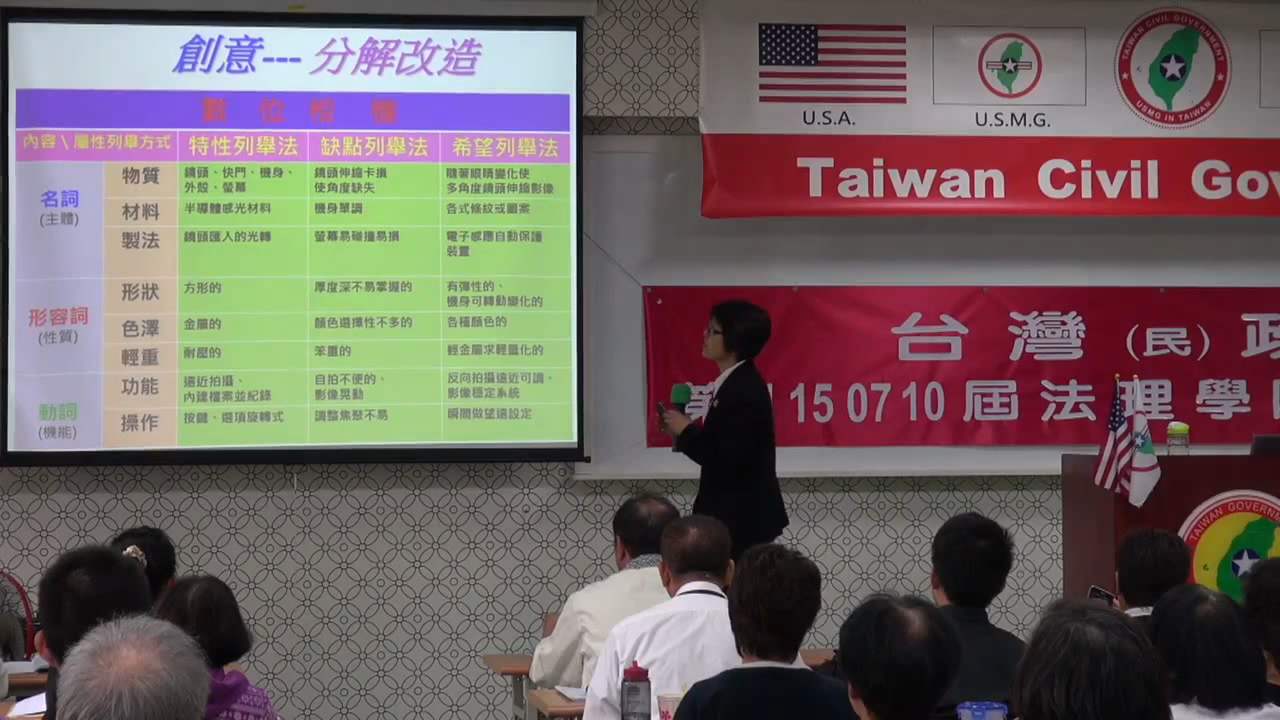 創意---分解改造
數位相機
內容\屬性列舉方式 特性列舉法 缺點列舉法 希望列舉法
名詞
(主體)
物質 鏡頭、快門、機身、 鏡頭伸縮卡損 隨著眼睛變化使
外殼、螢幕 使角度缺失 多角度鏡頭伸縮影像
材料 半導體感光材料 機身單調 各式條紋或圖案
製法 鏡頭匯入的光轉 螢幕易碰撞易損 電子感應自動保護
裝置
形容詞
(性質)
形狀 方形的 厚度深不易掌握的 有彈性的、
機身可轉動變化的
色澤 金屬的 顏色選擇性不多的 各種顏色的
輕重 耐壓的 笨重的 輕金屬求輕量化的
動詞
(機能)
功能 遠近拍攝、 自拍不便的、 反向拍攝遠近可調。
內建檔案並紀錄 影像晃動 影像穩定系統
操作 按鍵、選項旋轉式 調整焦聚不易 瞬間做望遠設定
U.S.A.
U.S.M.G.
TAIWAN CIVIL GOVERNMENT
USMG IN TAIWAN
Taiwan Civil Gov
台灣(民)政
第 15 07 10 屆法理學
TAIWAN GOVERN